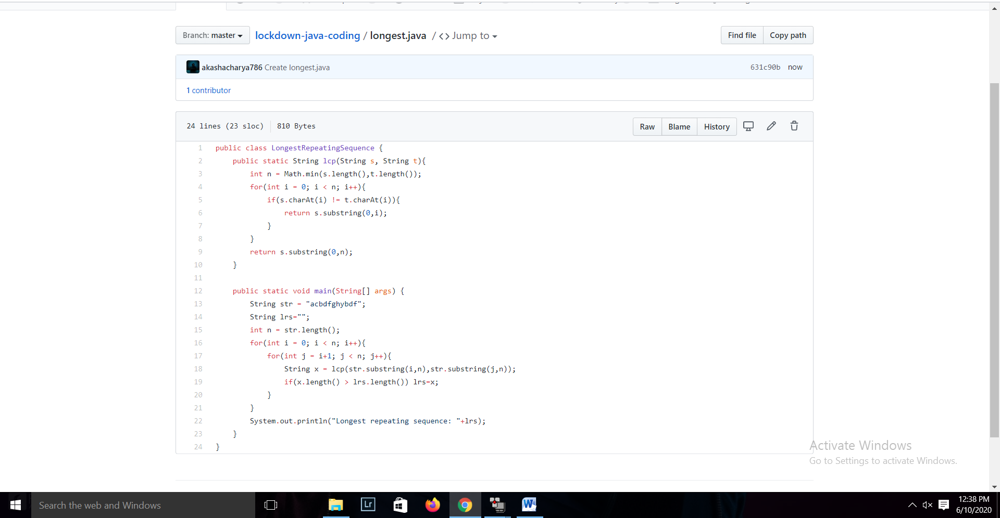 Branch: master
lockdown-java-coding / longest.java / <> Jump to
Find file
Copy path
akashacharya786 Create longest.java
631c90b now
1 contributor
24 lines (23 sloc) | 810 Bytes
Raw
Blame
History
1 public class LongestRepeatingSequence {
2     public static String lcp(String s, String t){
3         int n = Math.min(s.length(),t.length());
4         for(int i = 0; i < n; i++){
5             if(s.charAt(i) != t.charAt(i)){
6                 return s.substring(0,i);
7             }
8         }
9         return s.substring(0,n);
10     }
11
12     public static void main(String[] args) {
13         String str = "acbdfghybdf";
14         String lrs="";
15         int n = str.length();
16         for(int i = 0; i < n; i++){
17             for(int j = i+1; j < n; j++){
18                 String x = lcp(str.substring(i,n),str.substring(j,n));
19                 if(x.length() > lrs.length()) lrs=x;
20             }
21         }
22         System.out.println("Longest repeating sequence: "+lrs);
23     }
24 }
Activate Windows
Go to Settings to activate Windows.
Search the web and Windows
Lr
W
12:38 PM
6/10/2020